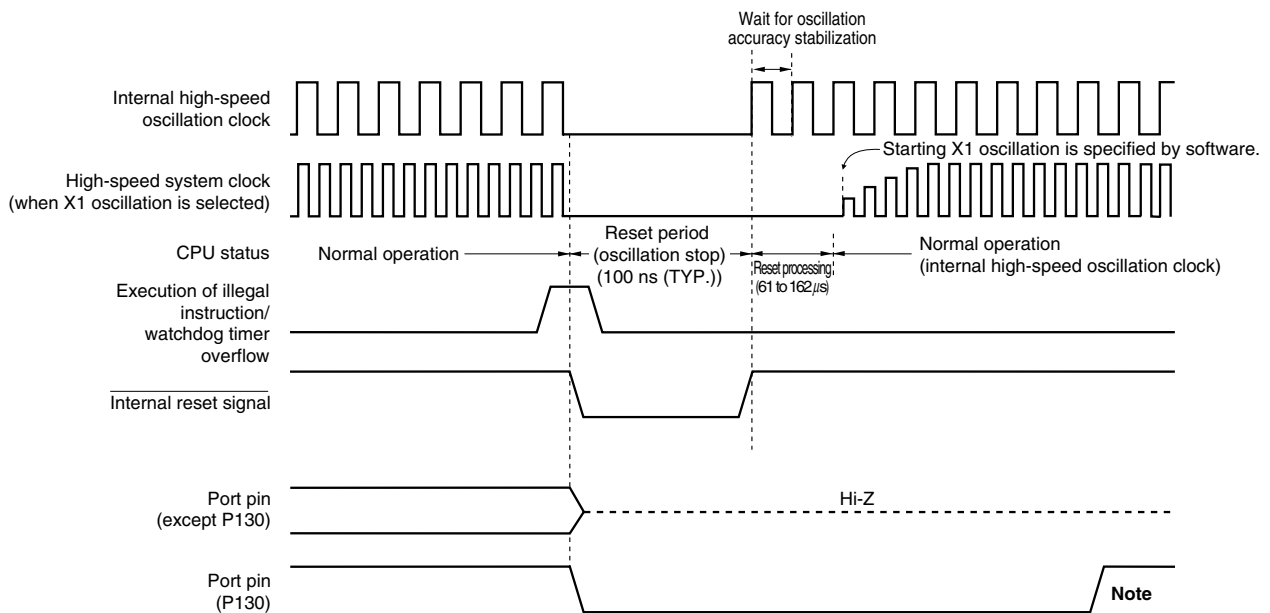 Wait for oscillation
accuracy stabilization
Internal high-speed
oscillation clock
Starting X1 oscillation is specified by software.
High-speed system clock
(when X1 oscillation is selected)
CPU status
Normal operation
Reset period
(oscillation stop)
(100 ns (TYP.))
Reset processing
(61 to 162 μs)
Normal operation
(internal high-speed oscillation clock)
Execution of illegal
instruction/
watchdog timer
overflow
Internal reset signal
Port pin
(except P130)
Hi-Z
Port pin
(P130)
Note